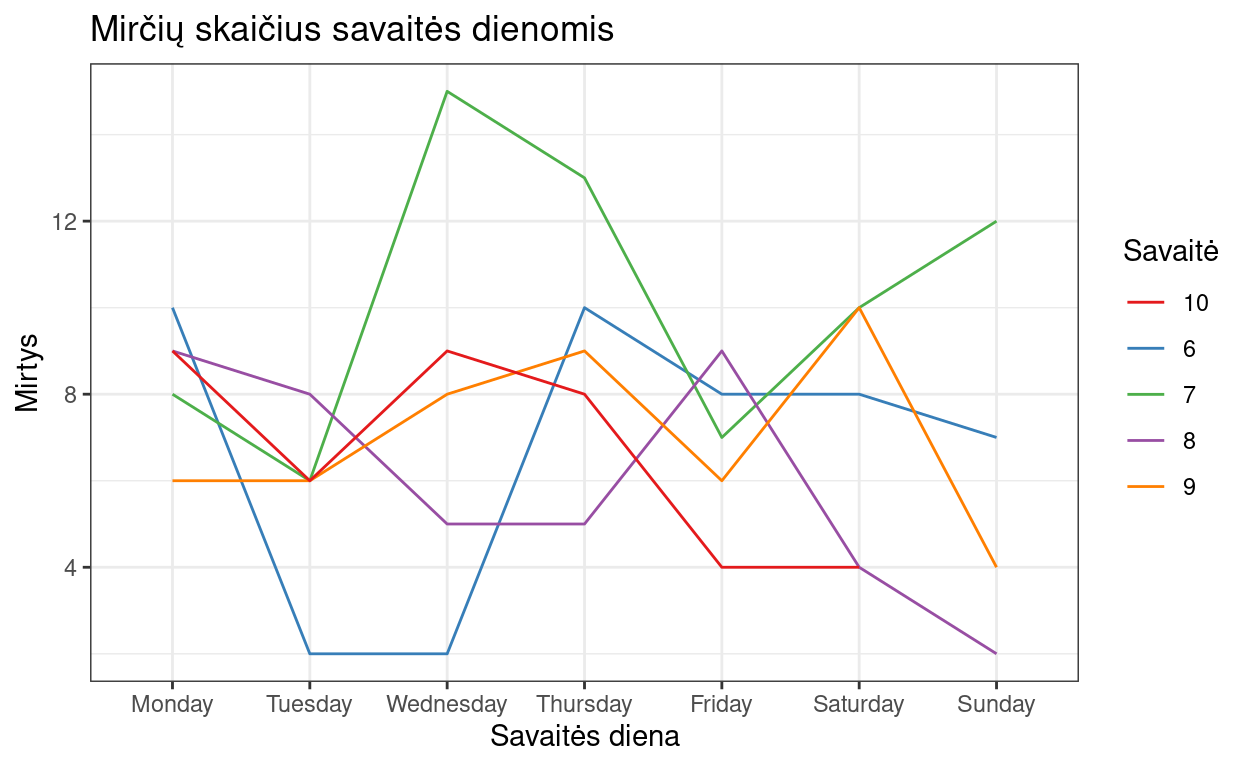 Mirčių skaičius savaitės dienomis
Mirtys
12
8
4
Monday Tuesday Wednesday Thursday Friday Saturday Sunday
Savaitės diena
Savaitė
10
6
7
8
9